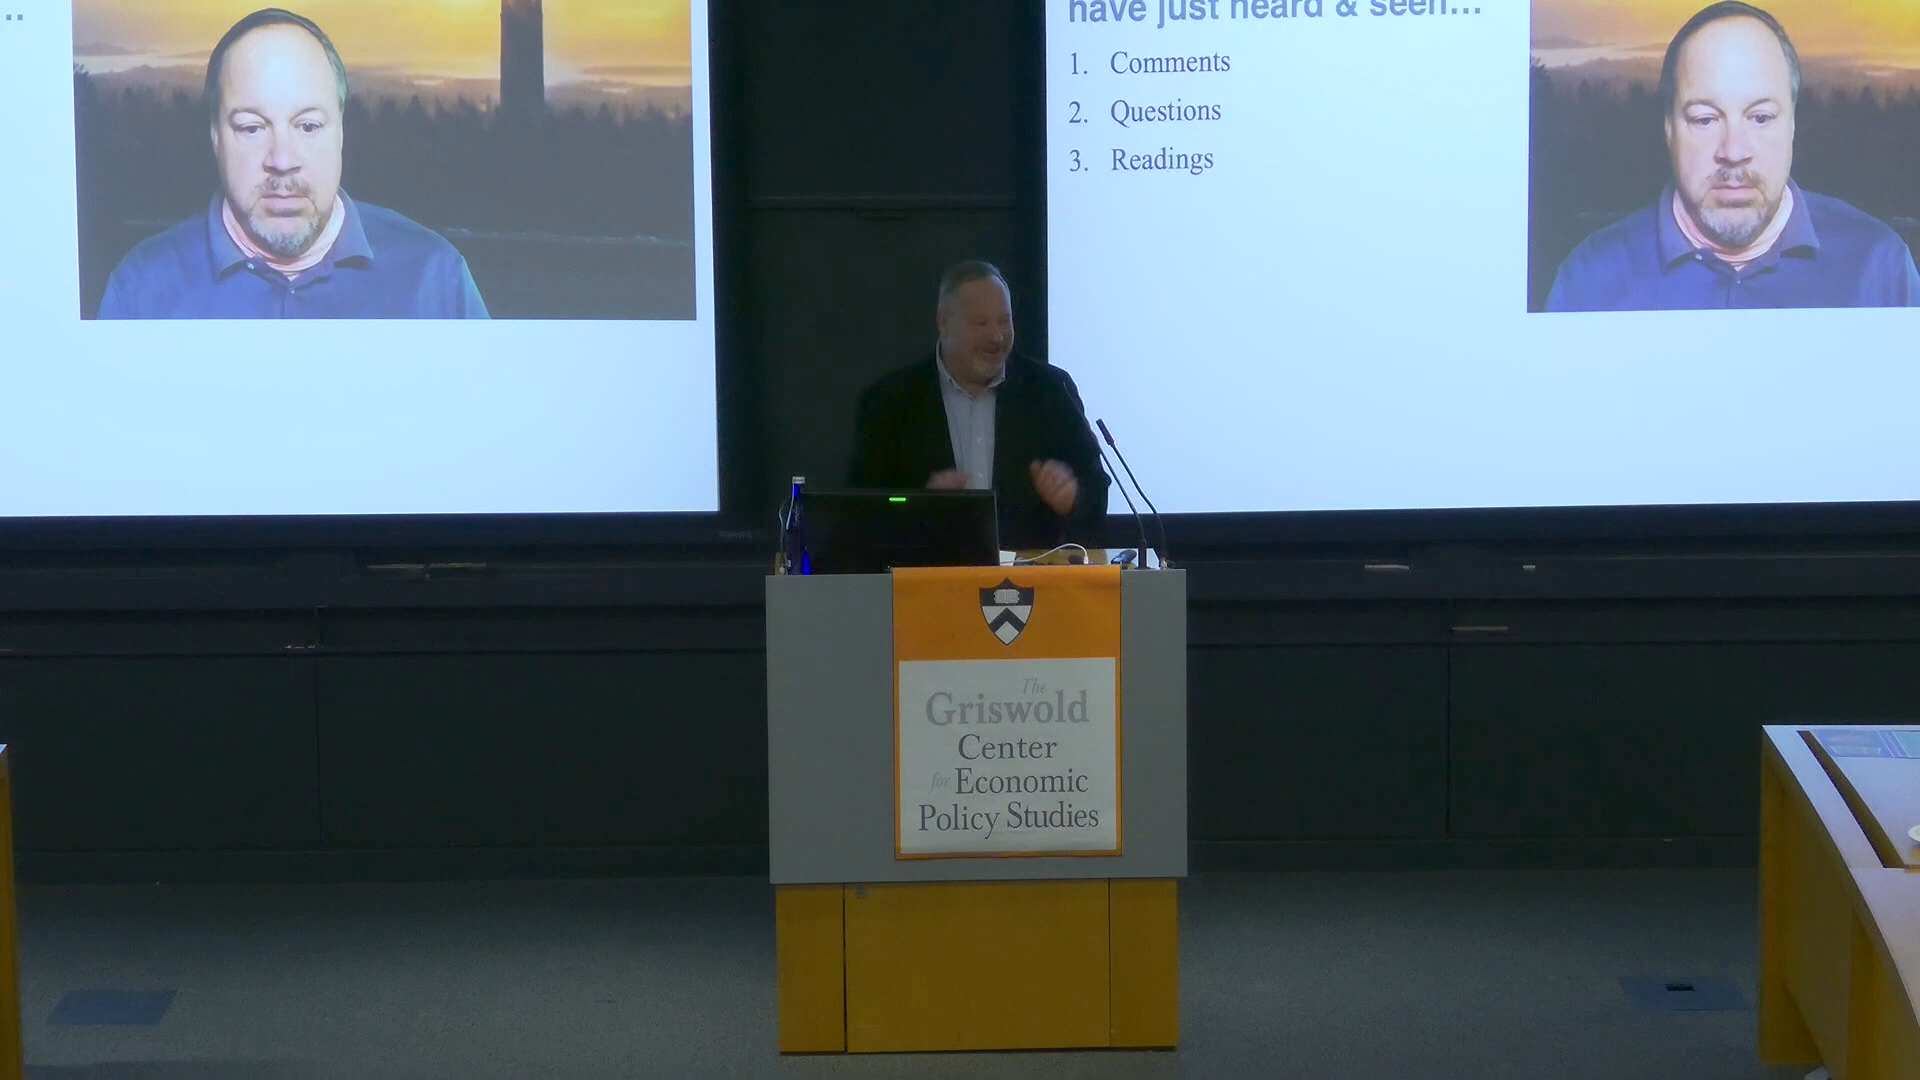 ..
have just heard & seen...
1. Comments
2. Questions
3. Readings
The
Griswold
Center
for Economic
Policy Studies